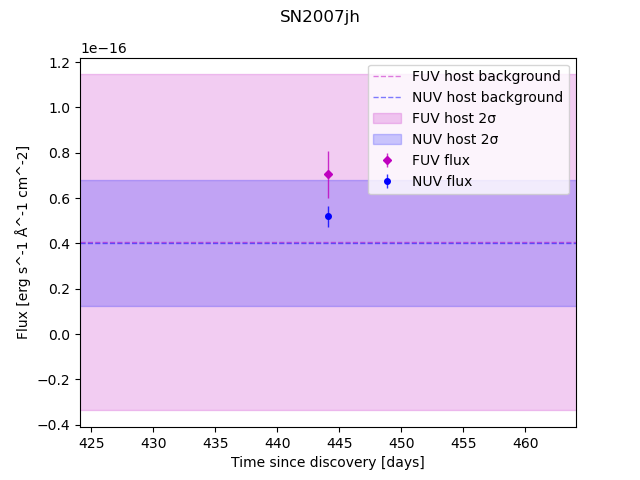 SN2007jh
1e−16
1.2
1.0
0.8
0.6
0.4
0.2
0.0
−0.2
−0.4
Flux [erg s^-1 Å^-1 cm^-2]
FUV host background
NUV host background
FUV host 2σ
NUV host 2σ
FUV flux
NUV flux
425 430 435 440 445 450 455 460
Time since discovery [days]